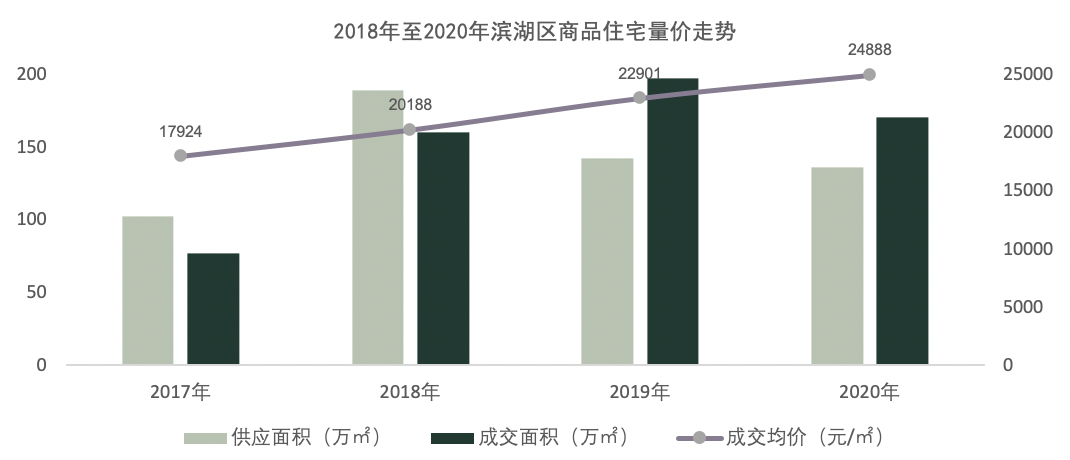 2018年至2020年滨湖区商品住宅量价走势
24888
200
22901
25000
20188
17924
20000
150
15000
100
10000
50
5000
0
0
2017年
2018年
2019年
2020年
供应面积（万㎡）
成交面积（万㎡）
成交均价（元/㎡）